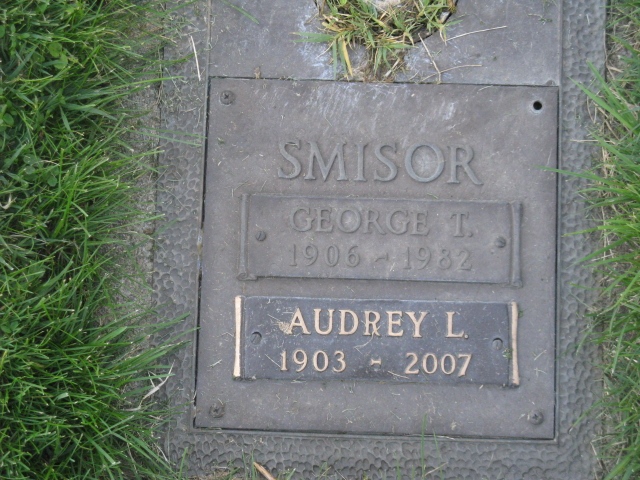 SMISOR
GEORGE T.
1906 - 1982
AUDREY L.
1903 - 2007